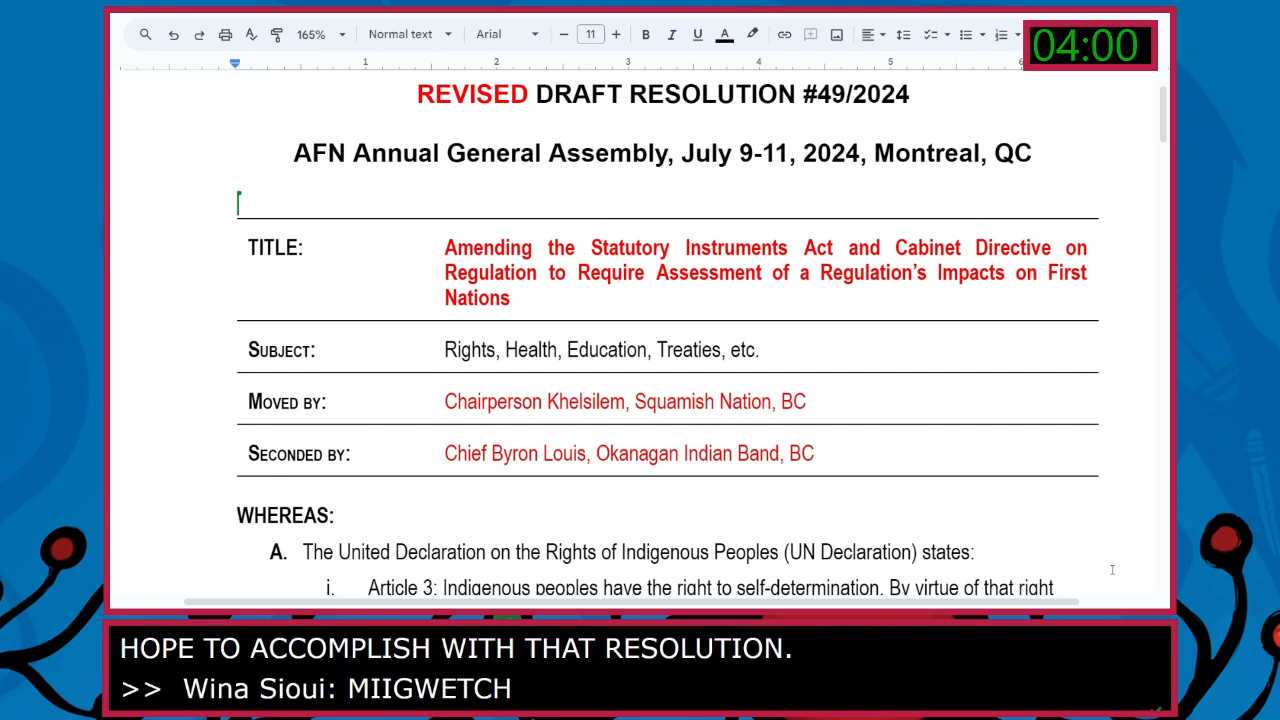 165% Normal text Arial 11 B I U A
04:00
1 2 3 4 5
REVISED DRAFT RESOLUTION #49/2024
AFN Annual General Assembly, July 9-11, 2024, Montreal, QC
TITLE: Amending the Statutory Instruments Act and Cabinet Directive on
Regulation to Require Assessment of a Regulation’s Impacts on First
Nations
SUBJECT: Rights, Health, Education, Treaties, etc.
MOVED BY: Chairperson Khelsilem, Squamish Nation, BC
SECONDED BY: Chief Byron Louis, Okanagan Indian Band, BC
WHEREAS:
A. The United Declaration on the Rights of Indigenous Peoples (UN Declaration) states:
i. Article 3: Indigenous peoples have the right to self-determination. By virtue of that right
HOPE TO ACCOMPLISH WITH THAT RESOLUTION.
>> Wina Sioui: MIIGWETCH